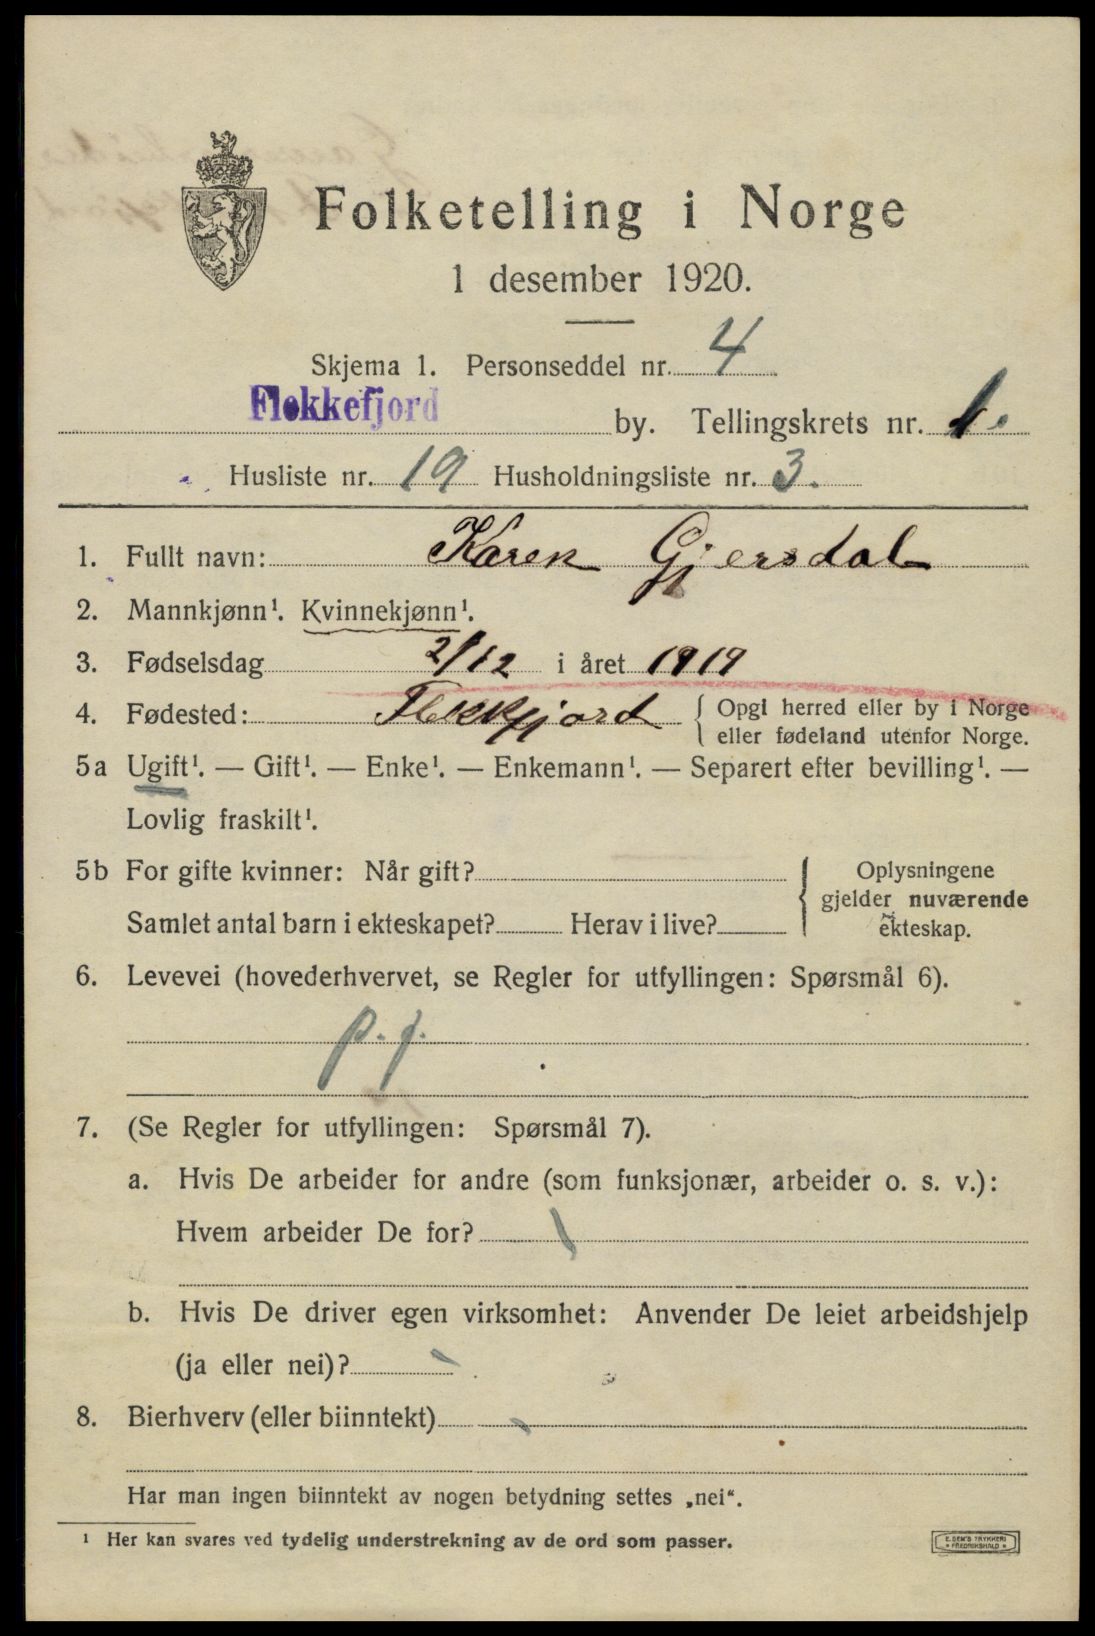 Folketelling i Norge
1 desember 1920.
Skjema 1. Personseddel nr. 4
Flekkefjord by. Tellingskrets nr. 1.
Husliste nr. 19 Husholdningsliste nr. 3.
1. Fullt navn: Karen Gjersdal
2. Mannkjønn¹. Kvinnekjønn¹.
3. Fødselsdag 2/12 i året 1919
4. Fødested: Flekkfjord { Opgi herred eller by i Norge
eller fødeland utenfor Norge.
5a Ugift¹. — Gift¹. — Enke¹. — Enkemann¹. — Separert efter bevilling¹. —
Lovlig fraskilt¹.
5b For gifte kvinner: Når gift? { Oplysningene
gjelder nuværende
Samlet antal barn i ekteskapet? Herav i live? ekteskap.
6. Levevei (hovederhvervet, se Regler for utfyllingen: Spørsmål 6).
p. f.
7. (Se Regler for utfyllingen: Spørsmål 7).
a. Hvis De arbeider for andre (som funksjonær, arbeider o. s. v.):
Hvem arbeider De for?
b. Hvis De driver egen virksomhet: Anvender De leiet arbeidshjelp
(ja eller nei)?
8. Bierhverv (eller biinntekt)
Har man ingen biinntekt av nogen betydning settes „nei“.
¹ Her kan svares ved tydelig understrekning av de ord som passer.
E. SEM'S TRYKKERI
FREDRIKSHALD